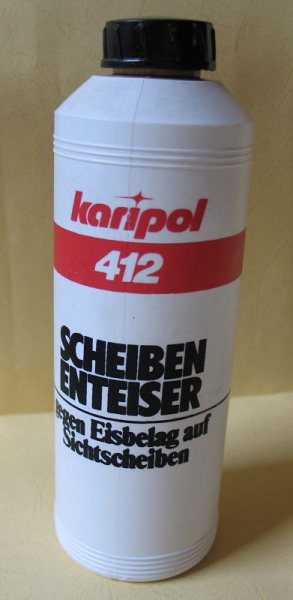 karipol
412
SCHEIBEN
ENTEISER
gegen Eisbelag auf
Sichtscheiben